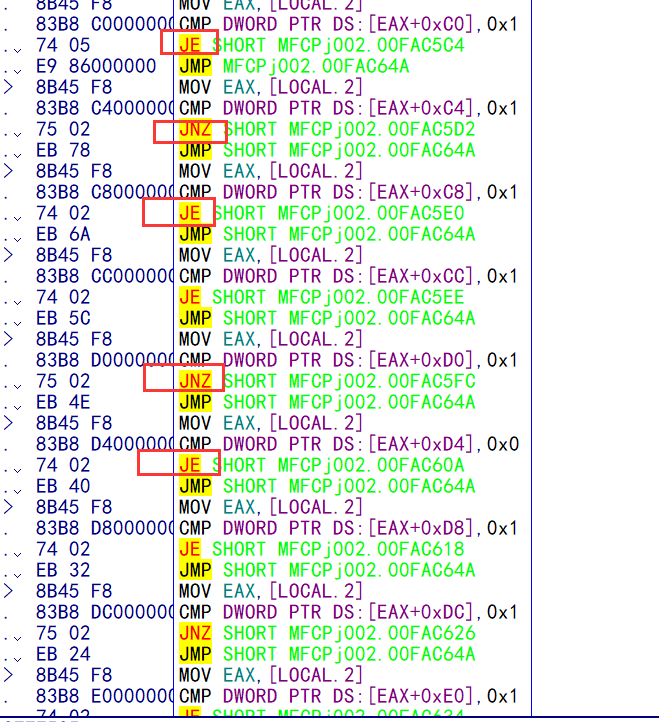 . 8B45 F8 MOV EAX,[LOCAL.2]
. 83B8 C0000000 CMP DWORD PTR DS:[EAX+0xC0],0x1
. 74 05 JE SHORT MFCPj002.00FAC5C4
. E9 86000000 JMP MFCPj002.00FAC64A
> 8B45 F8 MOV EAX,[LOCAL.2]
. 83B8 C4000000 CMP DWORD PTR DS:[EAX+0xC4],0x1
. 75 02 JNZ SHORT MFCPj002.00FAC5D2
. EB 78 JMP SHORT MFCPj002.00FAC64A
> 8B45 F8 MOV EAX,[LOCAL.2]
. 83B8 C8000000 CMP DWORD PTR DS:[EAX+0xC8],0x1
. 74 02 JE SHORT MFCPj002.00FAC5E0
. EB 6A JMP SHORT MFCPj002.00FAC64A
> 8B45 F8 MOV EAX,[LOCAL.2]
. 83B8 CC000000 CMP DWORD PTR DS:[EAX+0xCC],0x1
. 74 02 JE SHORT MFCPj002.00FAC5EE
. EB 5C JMP SHORT MFCPj002.00FAC64A
> 8B45 F8 MOV EAX,[LOCAL.2]
. 83B8 D0000000 CMP DWORD PTR DS:[EAX+0xD0],0x1
. 75 02 JNZ SHORT MFCPj002.00FAC5FC
. EB 4E JMP SHORT MFCPj002.00FAC64A
> 8B45 F8 MOV EAX,[LOCAL.2]
. 83B8 D4000000 CMP DWORD PTR DS:[EAX+0xD4],0x0
. 74 02 JE SHORT MFCPj002.00FAC60A
. EB 40 JMP SHORT MFCPj002.00FAC64A
> 8B45 F8 MOV EAX,[LOCAL.2]
. 83B8 D8000000 CMP DWORD PTR DS:[EAX+0xD8],0x1
. 74 02 JE SHORT MFCPj002.00FAC618
. EB 32 JMP SHORT MFCPj002.00FAC64A
> 8B45 F8 MOV EAX,[LOCAL.2]
. 83B8 DC000000 CMP DWORD PTR DS:[EAX+0xDC],0x1
. 75 02 JNZ SHORT MFCPj002.00FAC626
. EB 24 JMP SHORT MFCPj002.00FAC64A
> 8B45 F8 MOV EAX,[LOCAL.2]
. 83B8 E0000000 CMP DWORD PTR DS:[EAX+0xE0],0x1
. 74 02 JE SHORT MFCPj002.00FAC634